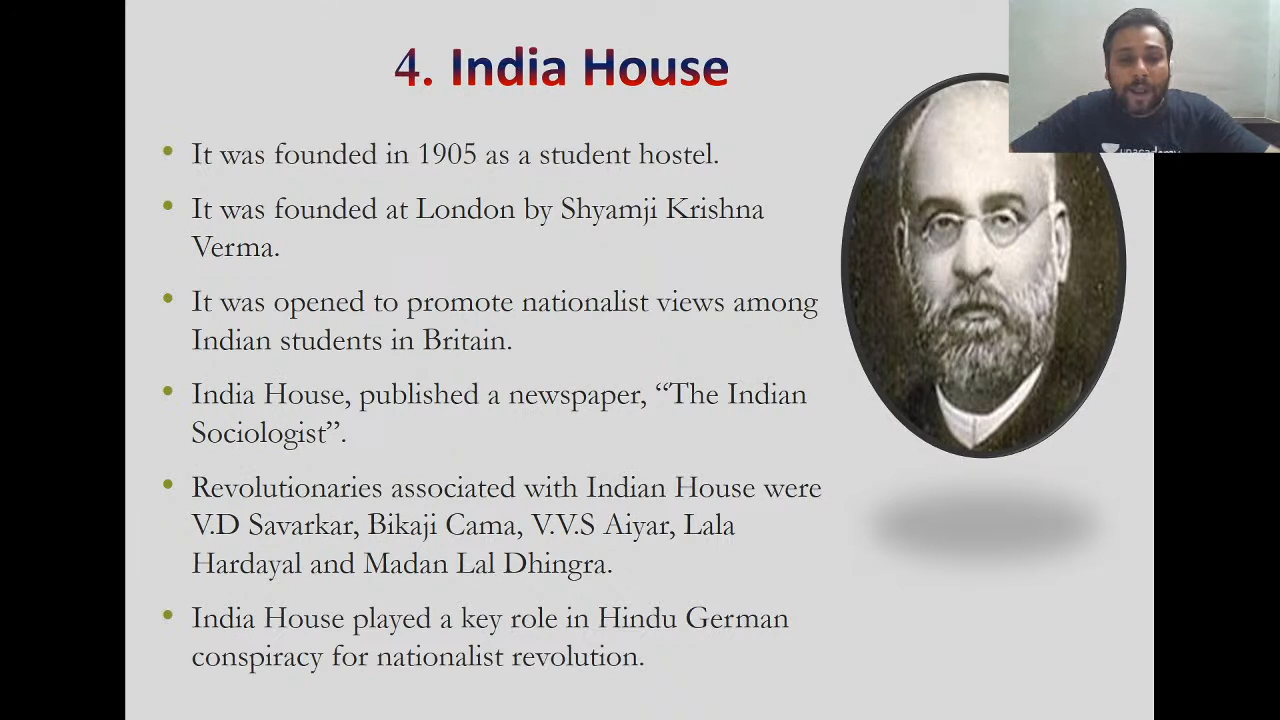 4. India House
• It was founded in 1905 as a student hostel.
• It was founded at London by Shyamji Krishna
Verma.
• It was opened to promote nationalist views among
Indian students in Britain.
• India House, published a newspaper, “The Indian
Sociologist”.
• Revolutionaries associated with Indian House were
V.D Savarkar, Bikaji Cama, V.V.S Aiyar, Lala
Hardayal and Madan Lal Dhingra.
• India House played a key role in Hindu German
conspiracy for nationalist revolution.
unacademy